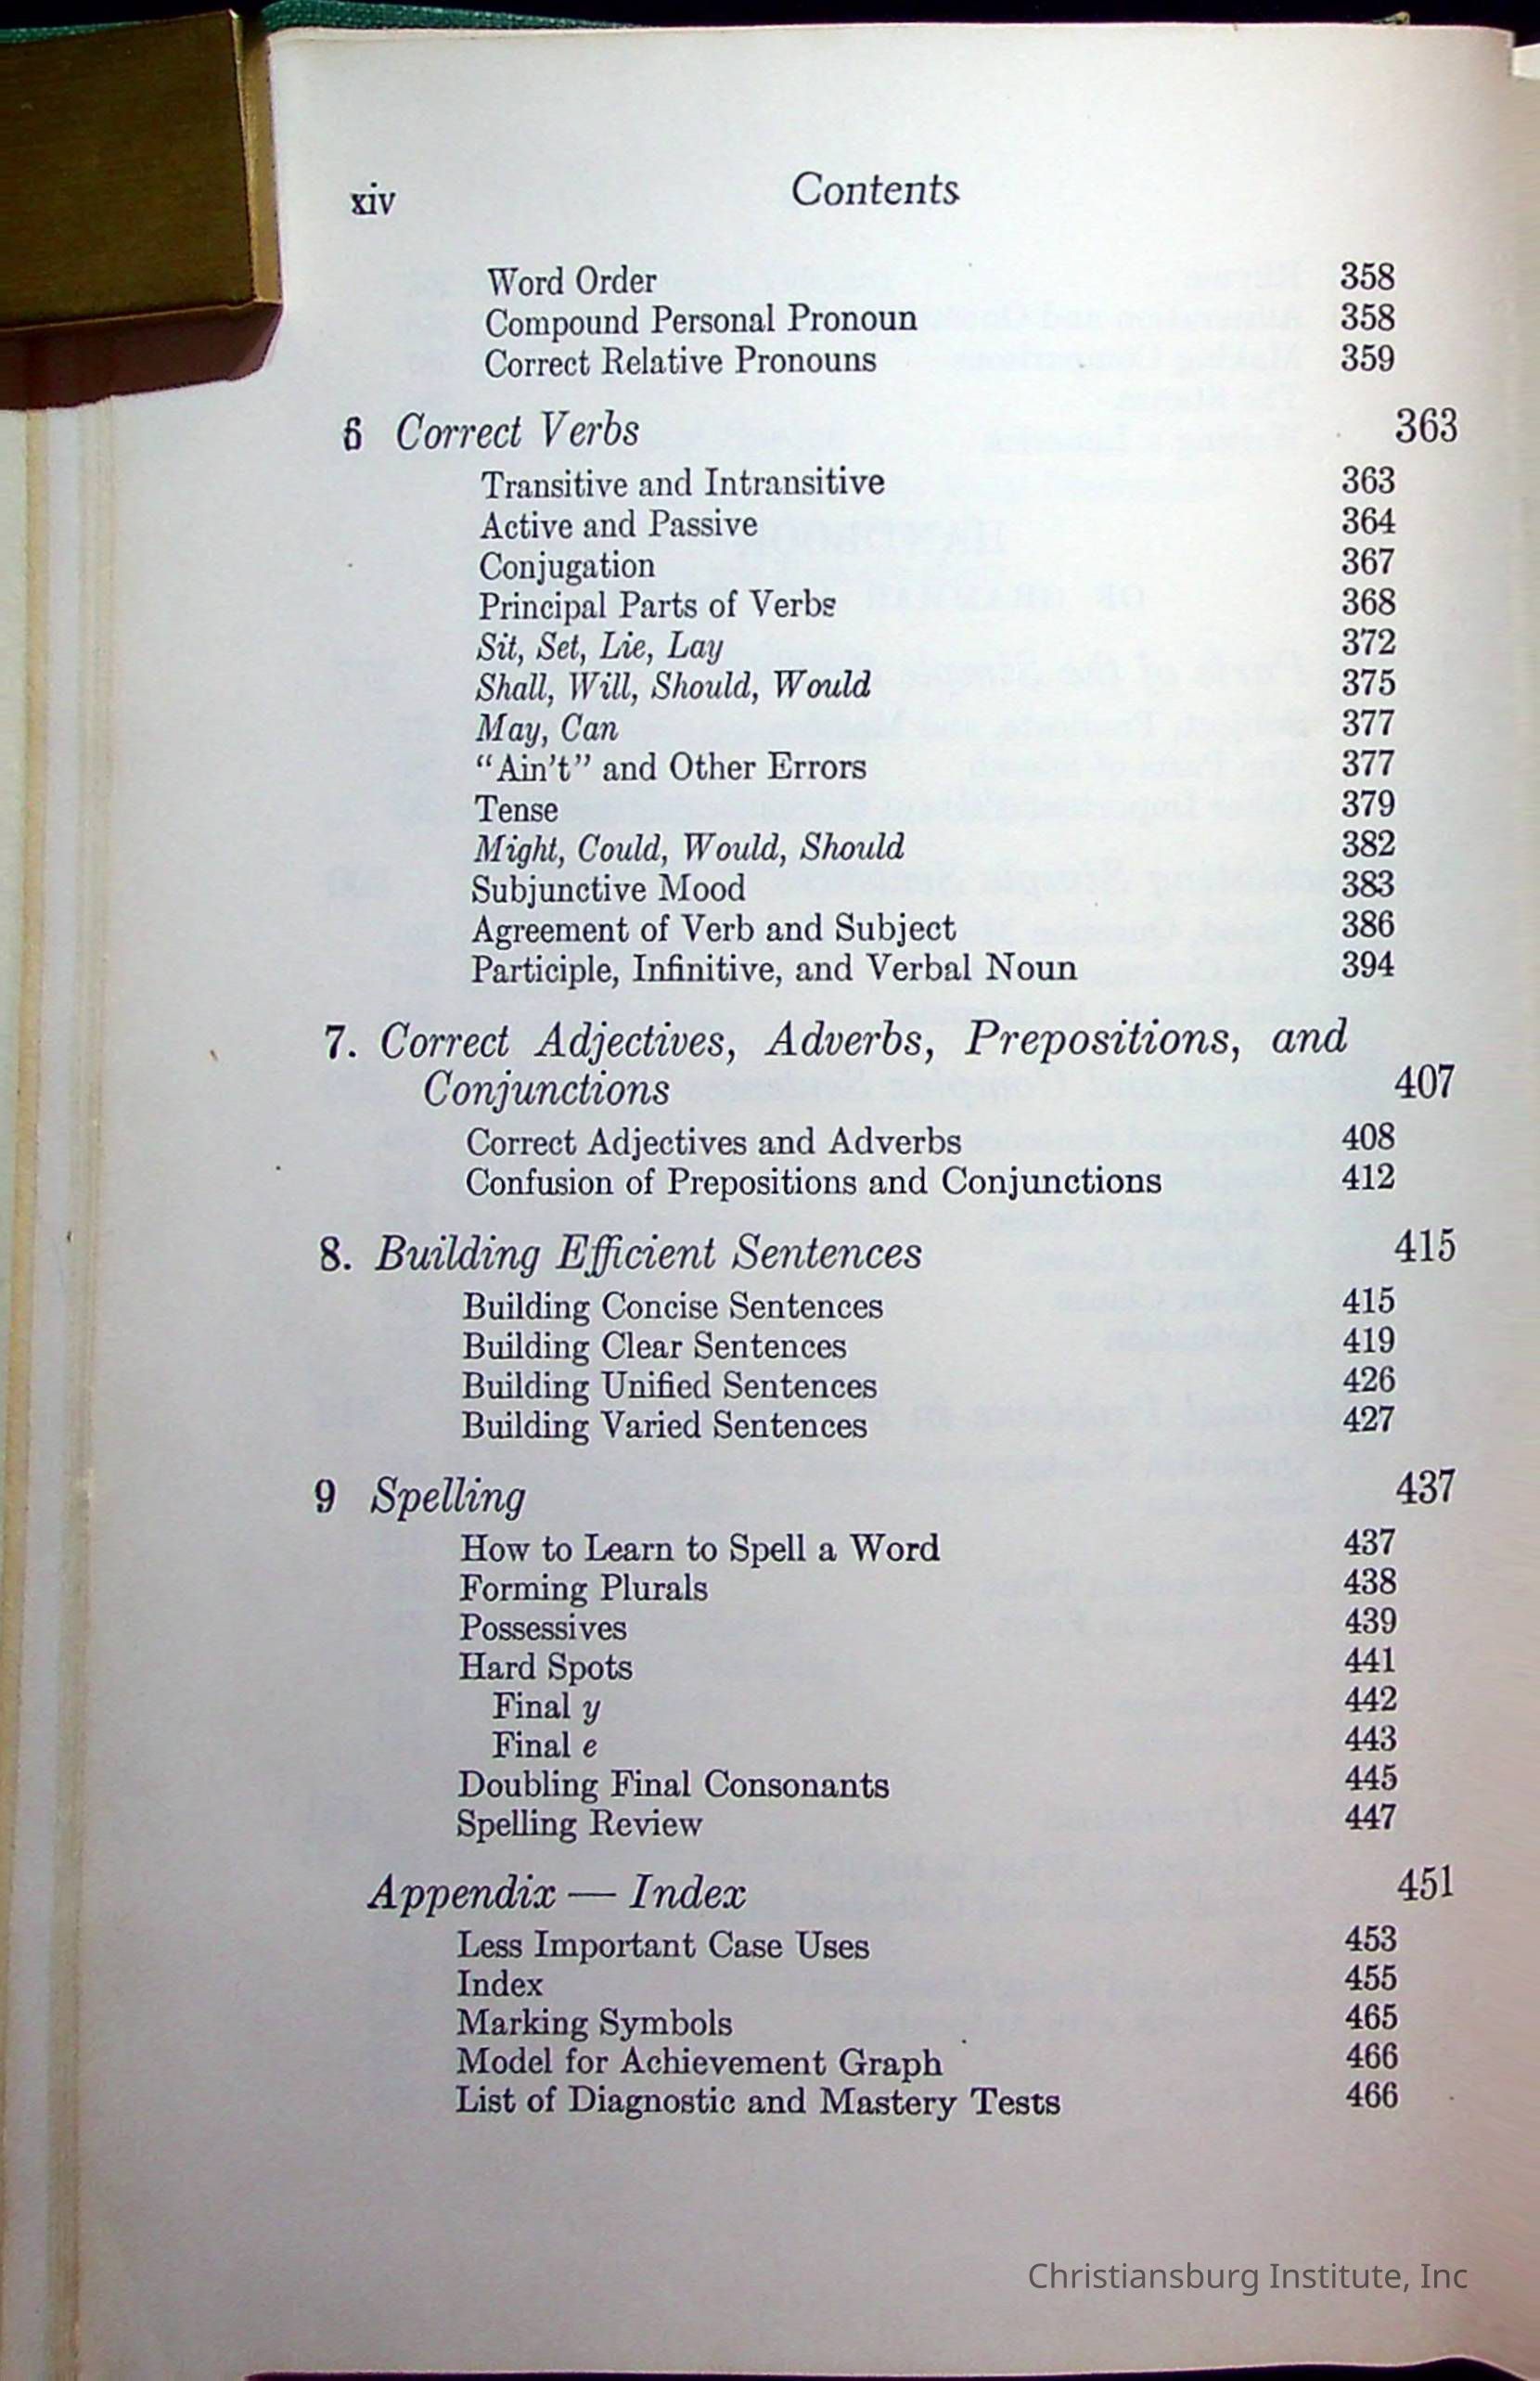 xiv Contents
Word Order 358
Compound Personal Pronoun 358
Correct Relative Pronouns 359
6 Correct Verbs 363
Transitive and Intransitive 363
Active and Passive 364
Conjugation 367
Principal Parts of Verbs 368
Sit, Set, Lie, Lay 372
Shall, Will, Should, Would 375
May, Can 377
“Ain't” and Other Errors 377
Tense 379
Might, Could, Would, Should 382
Subjunctive Mood 383
Agreement of Verb and Subject 386
Participle, Infinitive, and Verbal Noun 394
7. Correct Adjectives, Adverbs, Prepositions, and
Conjunctions 407
Correct Adjectives and Adverbs 408
Confusion of Prepositions and Conjunctions 412
8. Building Efficient Sentences 415
Building Concise Sentences 415
Building Clear Sentences 419
Building Unified Sentences 426
Building Varied Sentences 427
9 Spelling 437
How to Learn to Spell a Word 437
Forming Plurals 438
Possessives 439
Hard Spots 441
Final y 442
Final e 443
Doubling Final Consonants 445
Spelling Review 447
Appendix — Index 451
Less Important Case Uses 453
Index 455
Marking Symbols 465
Model for Achievement Graph 466
List of Diagnostic and Mastery Tests 466
Christiansburg Institute, Inc